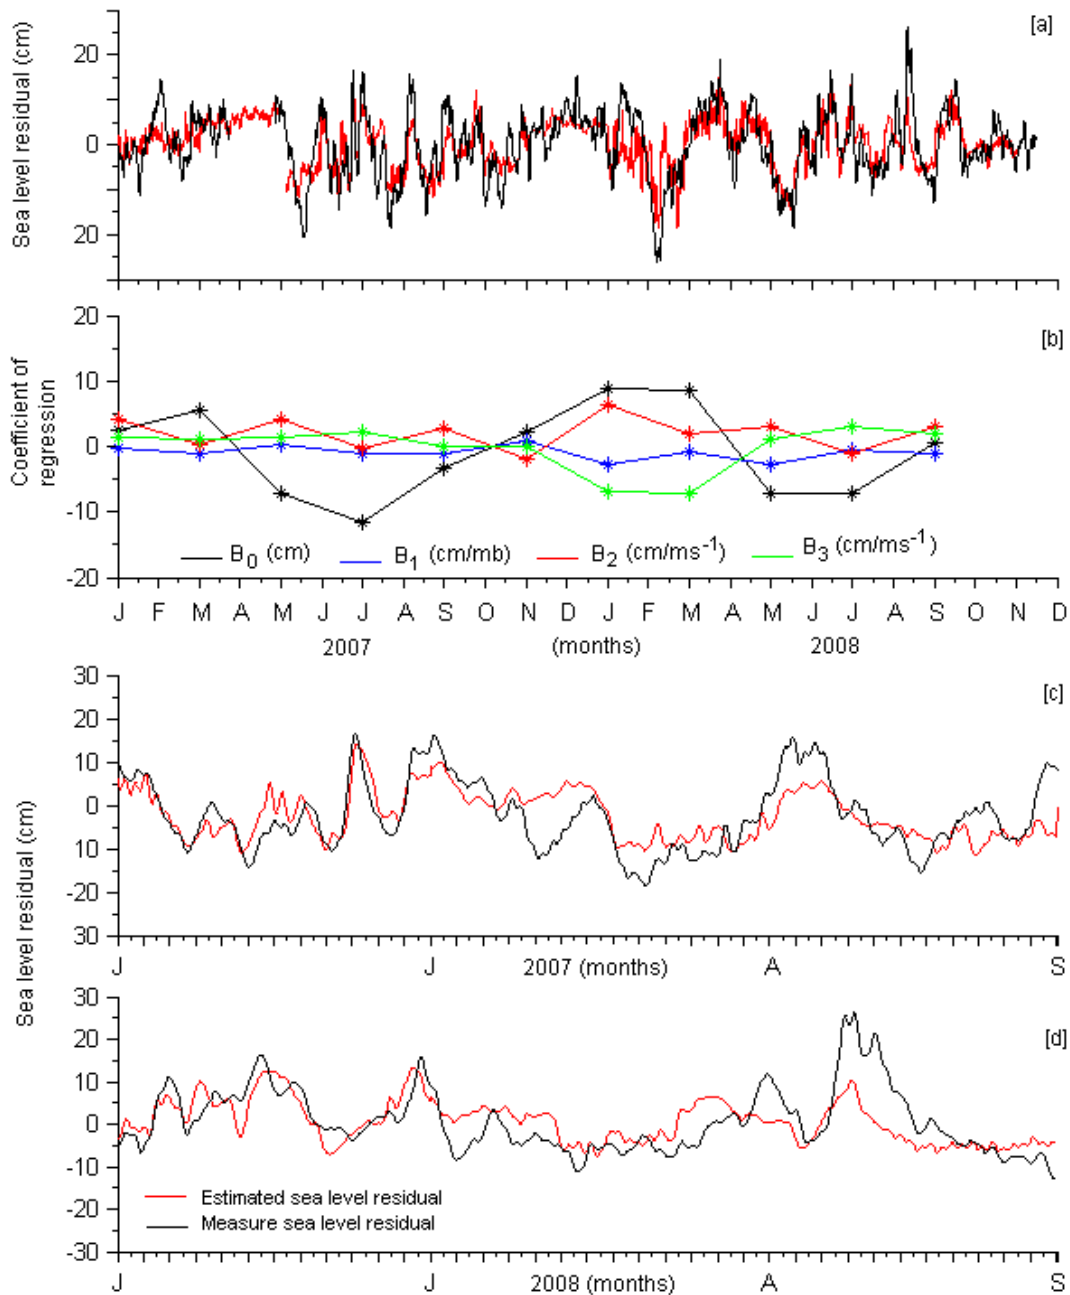 [a]
Sea level residual (cm)
20
0
20
[b]
Coefficient of
regression
20
10
0
-10
-20
B0 (cm)
B1 (cm/mb)
B2 (cm/ms-1)
B3 (cm/ms-1)
J F M A M J J A S O N D J F M A M J J A S O N D
2007 (months) 2008
[c]
Sea level residual (cm)
30
20
10
0
10
-20
30
J J A S
2007 (months)
[d]
30
20
10
0
-10
-20
-30
Estimated sea level residual
Measure sea level residual
J J A S
2008 (months)